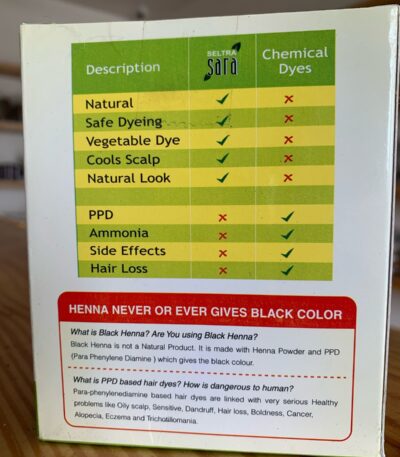 Description SELTRA sara Chemical Dyes
Natural ✓ ✗
Safe Dyeing ✓ ✗
Vegetable Dye ✓ ✗
Cools Scalp ✓ ✗
Natural Look ✓ ✗
PPD ✗ ✓
Ammonia ✗ ✓
Side Effects ✗ ✓
Hair Loss ✗ ✓
HENNA NEVER OR EVER GIVES BLACK COLOR
What is Black Henna? Are You using Black Henna?
Black Henna is not a Natural Product. It is made with Henna Powder and PPD
(Para Phenylene Diamine ) which gives the black colour.
What is PPD based hair dyes? How is dangerous to human?
Para-phenylenediamine based hair dyes are linked with very serious Healthy
problems like Oily scalp, Sensitive, Dandruff, Hair loss, Boldness, Cancer,
Alopecia, Eczema and Trichotillomania.